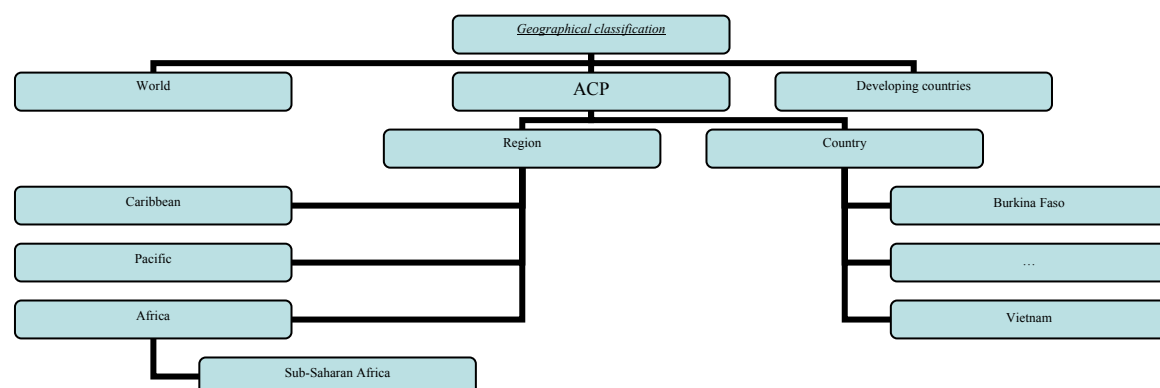 Geographical classification
World
ACP
Developing countries
Region
Country
Caribbean
Burkina Faso
Pacific
…
Africa
Vietnam
Sub-Saharan Africa